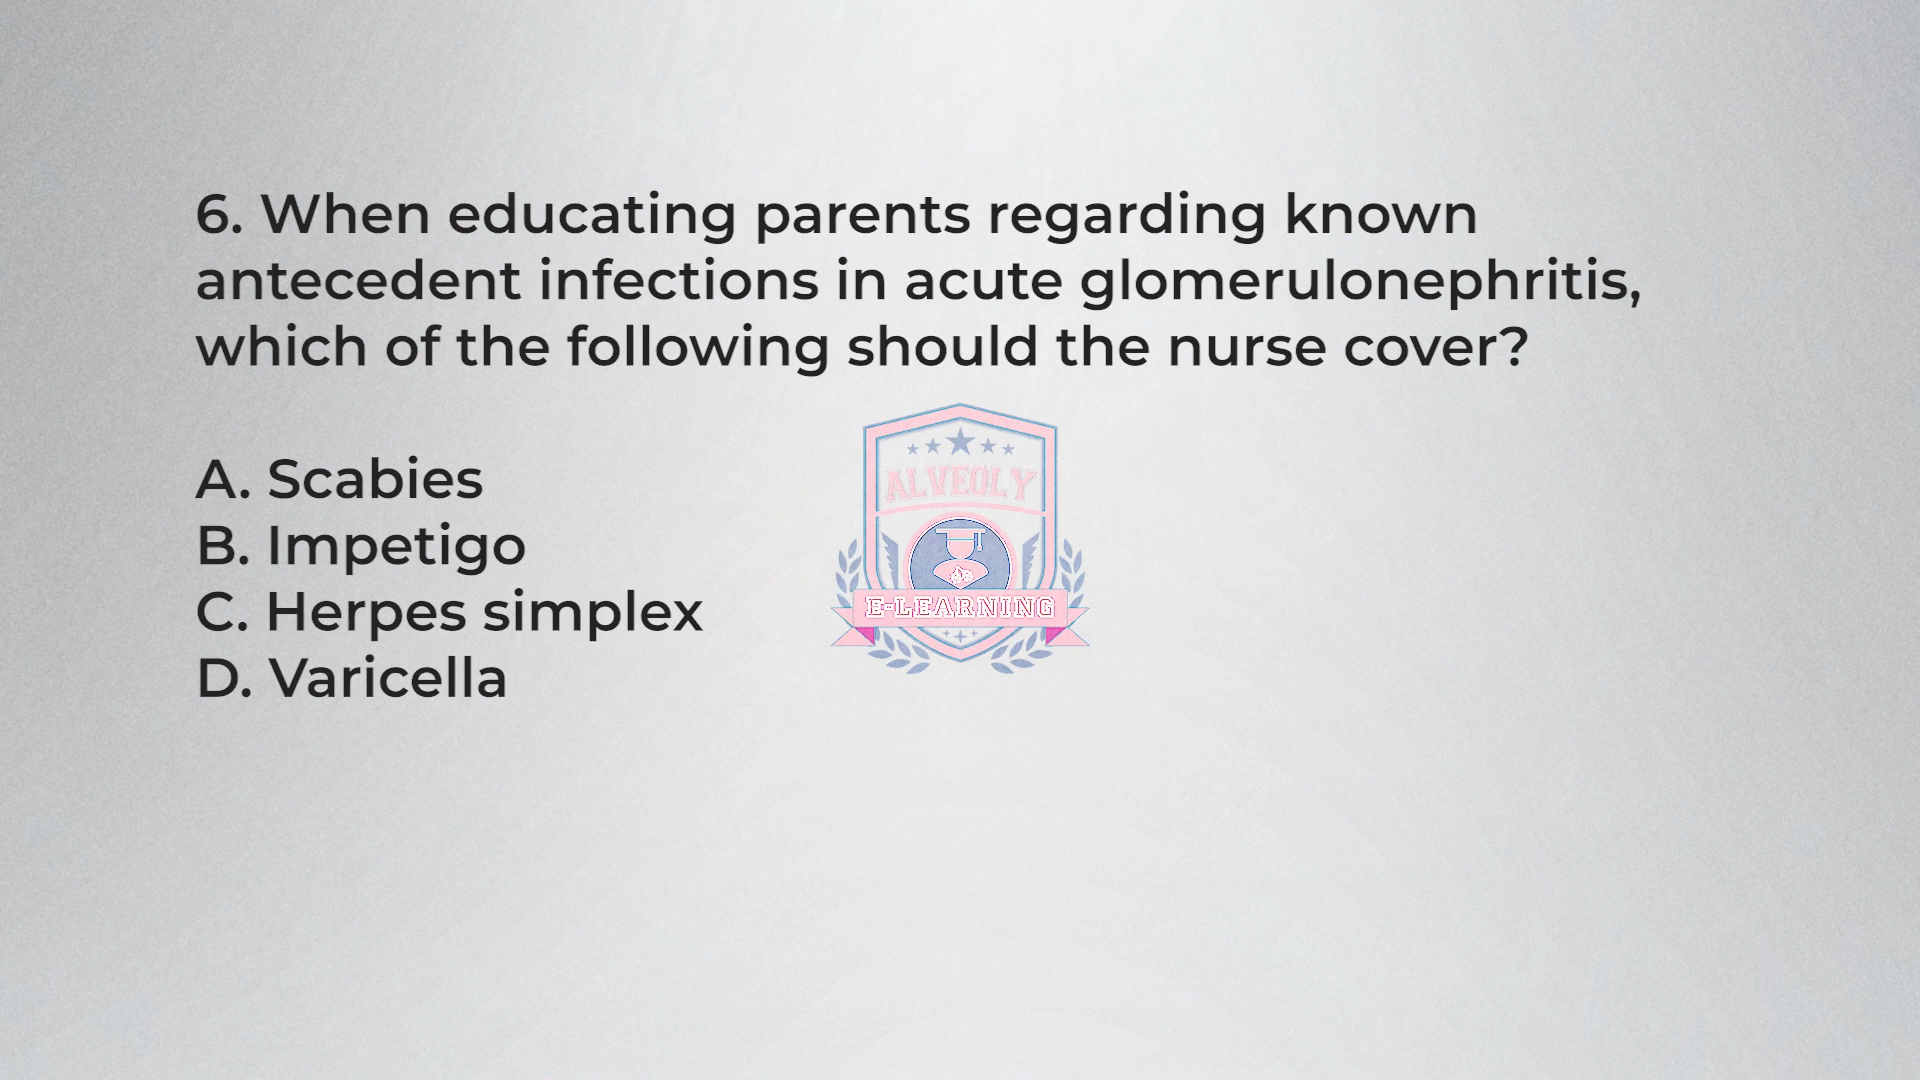 6. When educating parents regarding known
antecedent infections in acute glomerulonephritis,
which of the following should the nurse cover?
A. Scabies
B. Impetigo
C. Herpes simplex
D. Varicella
ALVEOLY
E-LEARNING